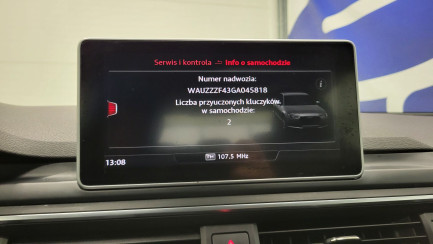 Serwis i kontrola ⇌ Info o samochodzie
Numer nadwozia:
WAUZZZF43GA045818
Liczba przyuczonych kluczyków
w samochodzie:
2
13:08
107.5 MHz